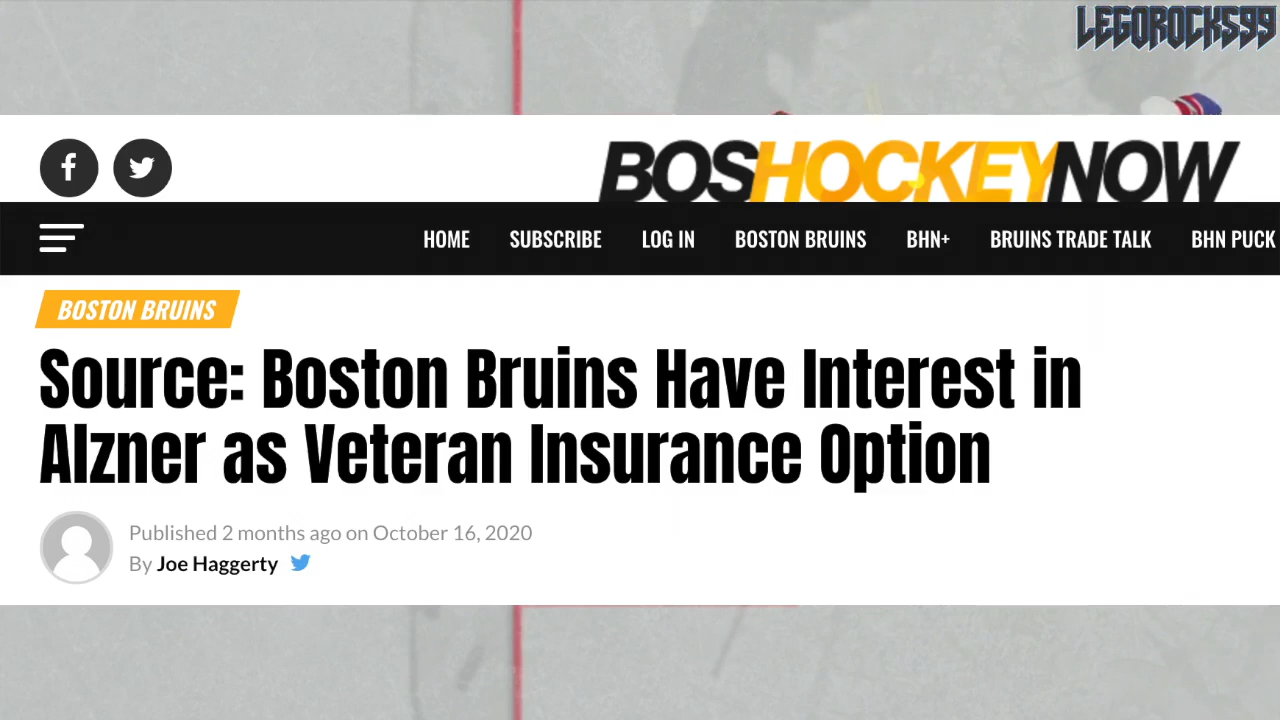 LEGOROCKS99
BOSHOCKEYNOW
HOME SUBSCRIBE LOG IN BOSTON BRUINS BHN+ BRUINS TRADE TALK BHN PUCK
BOSTON BRUINS
Source: Boston Bruins Have Interest in
Alzner as Veteran Insurance Option
Published 2 months ago on October 16, 2020
By Joe Haggerty